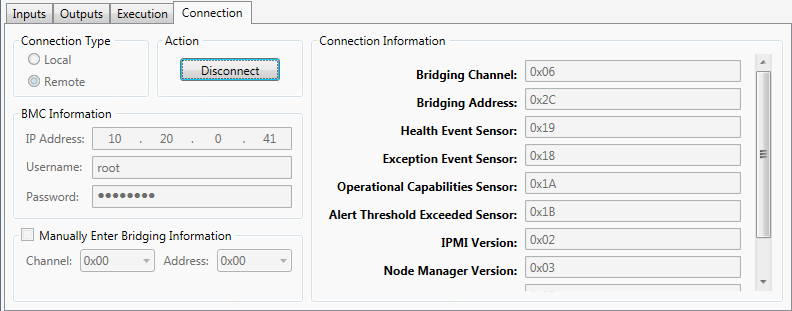 Inputs Outputs Execution Connection
Connection Type
Local
Remote
Action
Disconnect
BMC Information
IP Address: 10 . 20 . 0 . 41
Username: root
Password: ●●●●●●●●
Manually Enter Bridging Information
Channel: 0x00 Address: 0x00
Connection Information
Bridging Channel: 0x06
Bridging Address: 0x2C
Health Event Sensor: 0x19
Exception Event Sensor: 0x18
Operational Capabilities Sensor: 0x1A
Alert Threshold Exceeded Sensor: 0x1B
IPMI Version: 0x02
Node Manager Version: 0x03